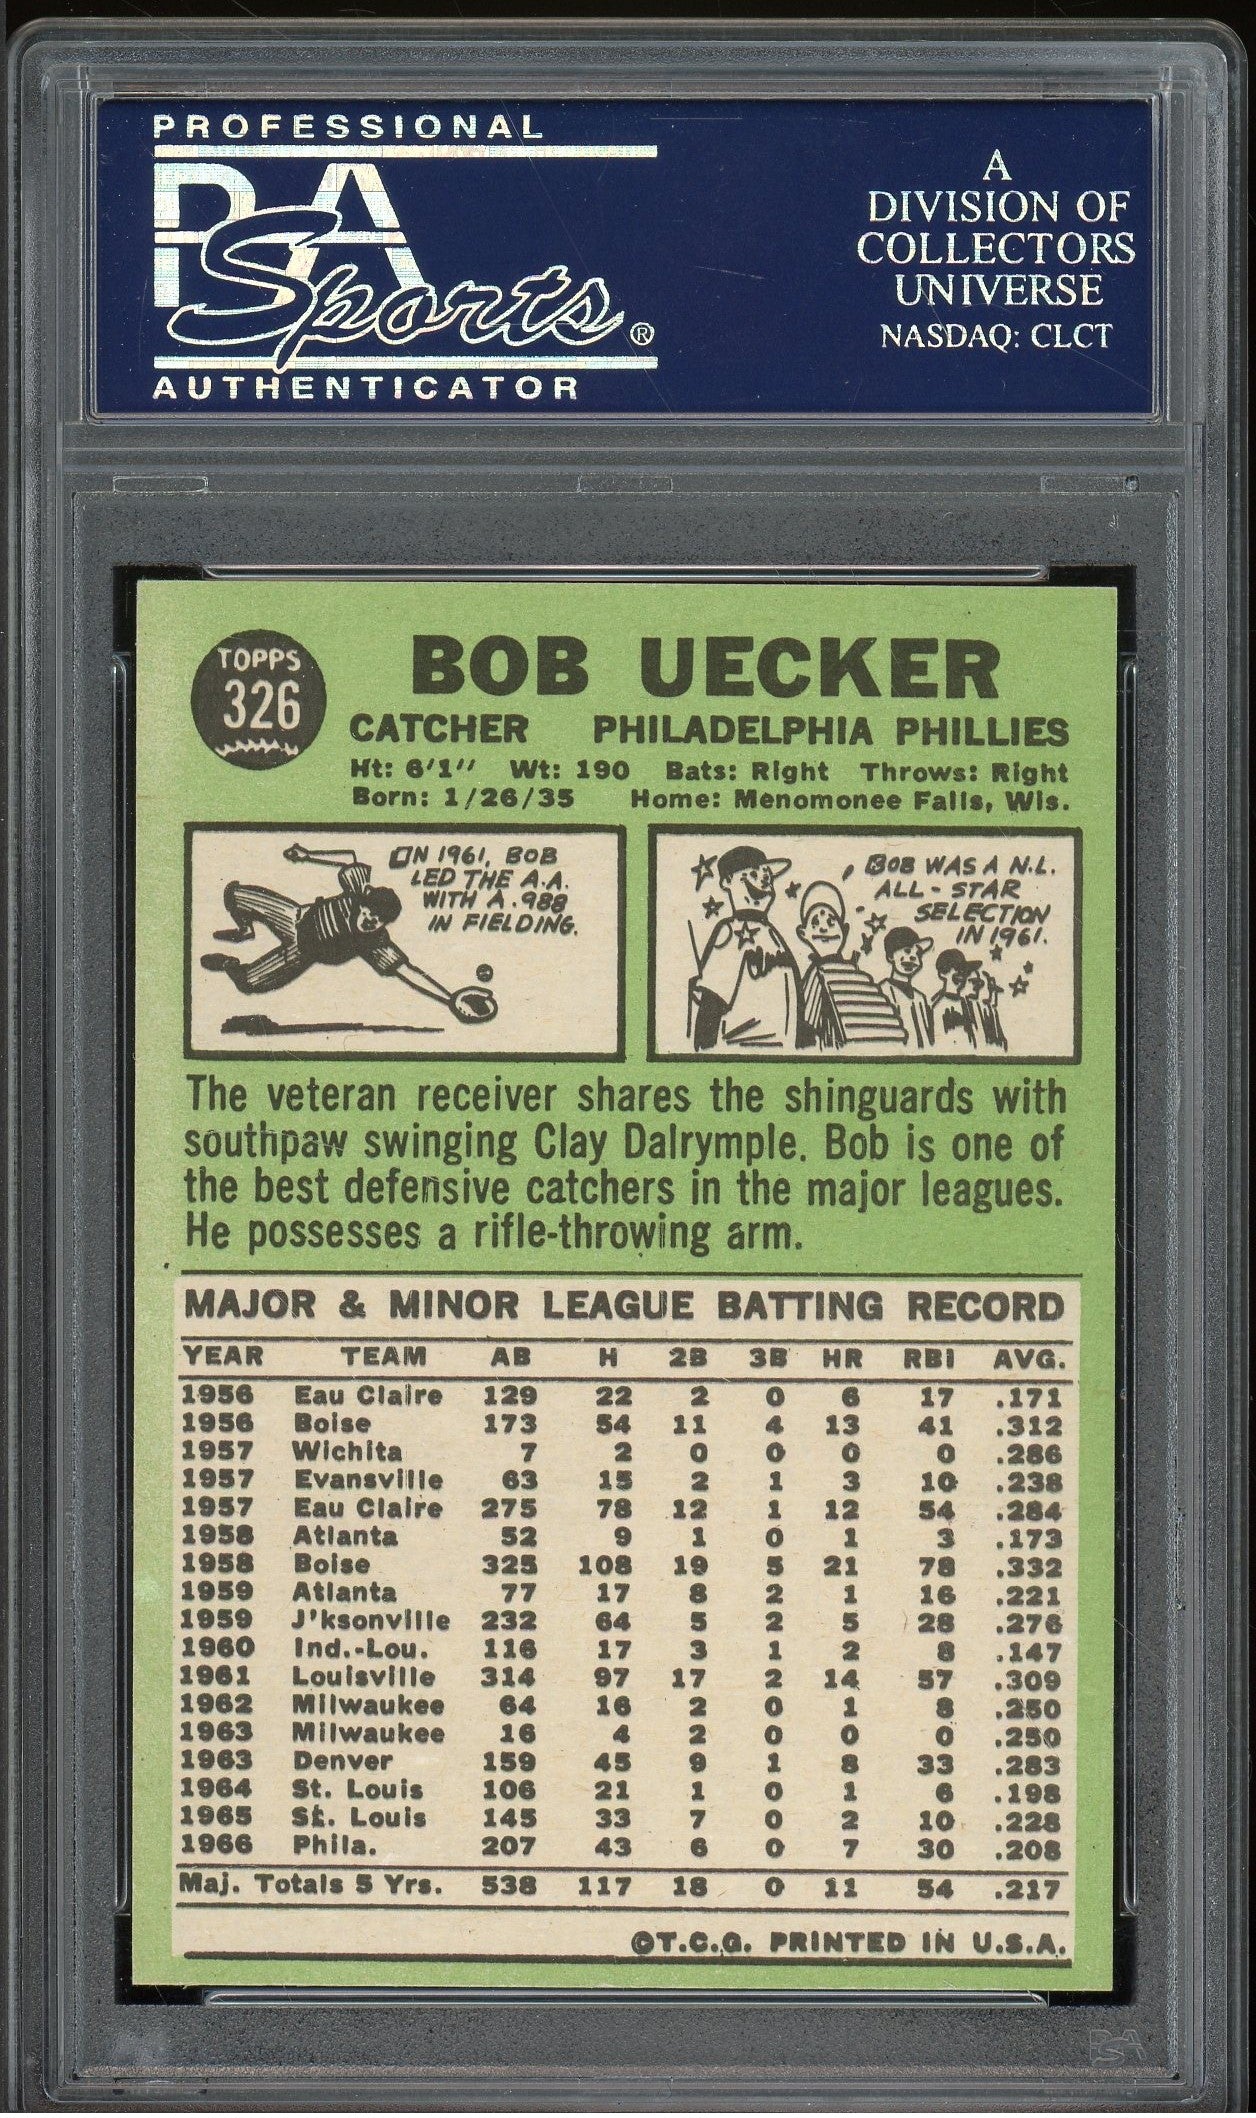 PROFESSIONAL
PSA
Sports®
AUTHENTICATOR
A
DIVISION OF
COLLECTORS
UNIVERSE
NASDAQ: CLCT
TOPPS
326
BOB UECKER
CATCHER PHILADELPHIA PHILLIES
Ht: 6'1" Wt: 190 Bats: Right Throws: Right
Born: 1/26/35 Home: Menomonee Falls, Wis.
IN 1961, BOB
LED THE A.A.
WITH A .988
IN FIELDING.
BOB WAS A N.L.
ALL-STAR
SELECTION
IN 1961.
The veteran receiver shares the shinguards with
southpaw swinging Clay Dalrymple. Bob is one of
the best defensive catchers in the major leagues.
He possesses a rifle-throwing arm.
MAJOR & MINOR LEAGUE BATTING RECORD
YEAR TEAM AB H 2B 3B HR RBI AVG.
1956 Eau Claire 129 22 2 0 6 17 .171
1956 Boise 173 54 11 4 13 41 .312
1957 Wichita 7 2 0 0 0 0 .286
1957 Evansville 63 15 2 1 3 10 .238
1957 Eau Claire 275 78 12 1 12 54 .284
1958 Atlanta 52 9 1 0 1 3 .173
1958 Boise 325 108 19 5 21 78 .332
1959 Atlanta 77 17 8 2 1 16 .221
1959 J'ksonville 232 64 5 2 5 28 .276
1960 Ind.-Lou. 116 17 3 1 2 8 .147
1961 Louisville 314 97 17 2 14 57 .309
1962 Milwaukee 64 16 2 0 1 8 .250
1963 Milwaukee 16 4 2 0 0 0 .250
1963 Denver 159 45 9 1 8 33 .283
1964 St. Louis 106 21 1 0 1 6 .198
1965 St. Louis 145 33 7 0 2 10 .228
1966 Phila. 207 43 6 0 7 30 .208
Maj. Totals 5 Yrs. 538 117 18 0 11 54 .217
©T.C.G. PRINTED IN U.S.A.
PSA